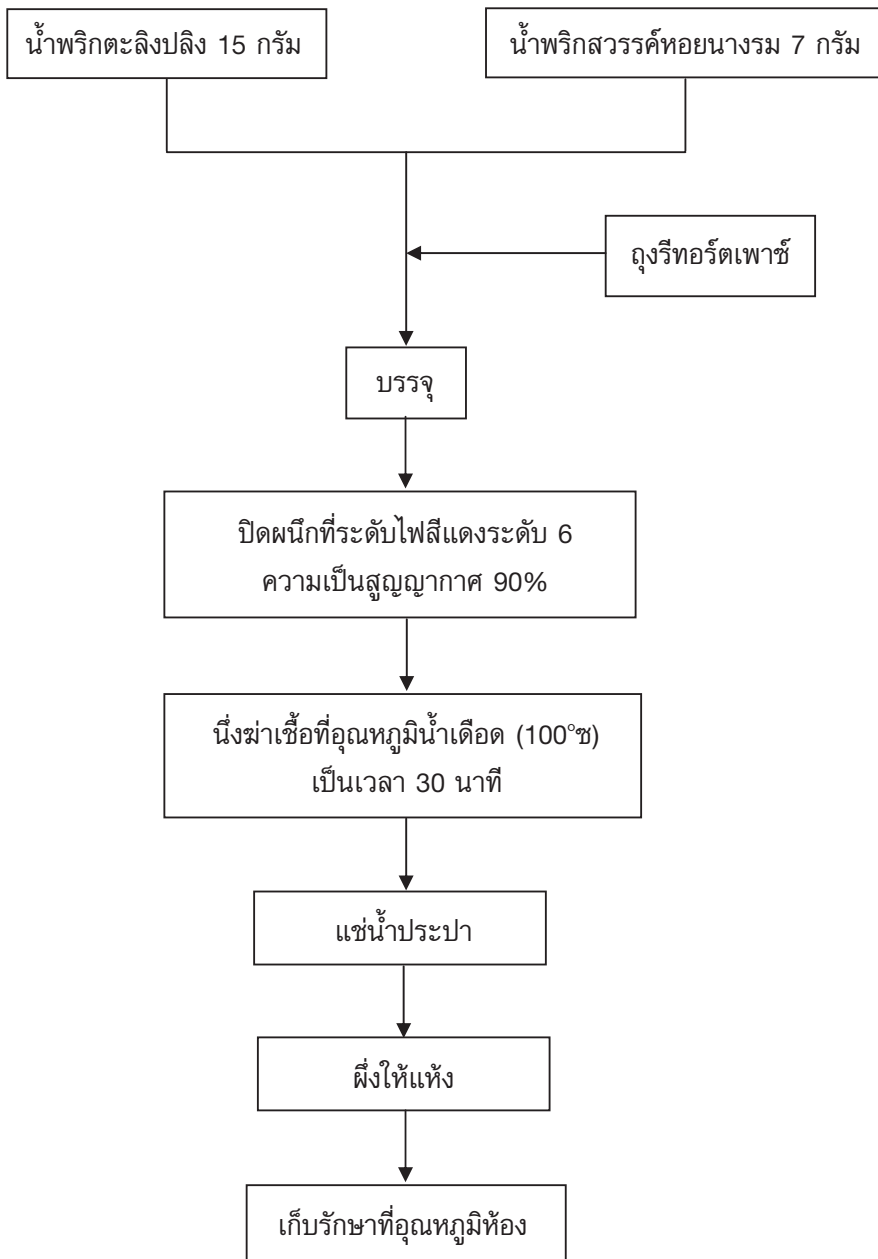 น้ำพริกตะลิงปลิง 15 กรัม
น้ำพริกสวรรค์หอยนางรม 7 กรัม
ถุงรีทอร์ตเพาซ์
บรรจุ
ปิดผนึกที่ระดับไฟสีแดงระดับ 6
ความเป็นสูญญากาศ 90%
นึ่งฆ่าเชื้อที่อุณหภูมิน้ำเดือด (100°ซ)
เป็นเวลา 30 นาที
แช่น้ำประปา
ผึ่งให้แห้ง
เก็บรักษาที่อุณหภูมิห้อง